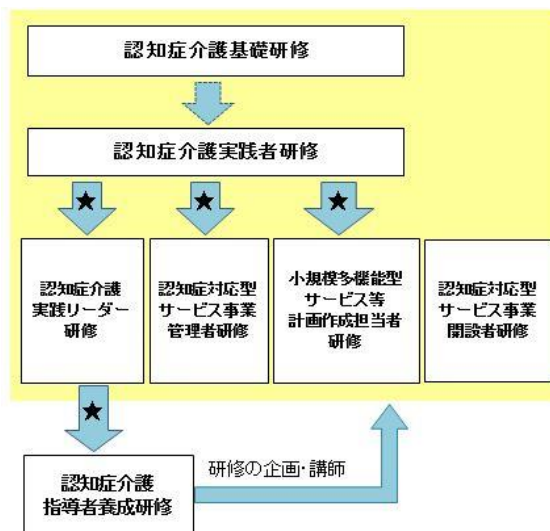 認知症介護基礎研修
認知症介護実践者研修
★
★
★
認知症介護
実践リーダー
研修
認知症対応型
サービス事業
管理者研修
小規模多機能型
サービス等
計画作成担当者
研修
認知症対応型
サービス事業
開設者研修
★
研修の企画・講師
認知症介護
指導者養成研修